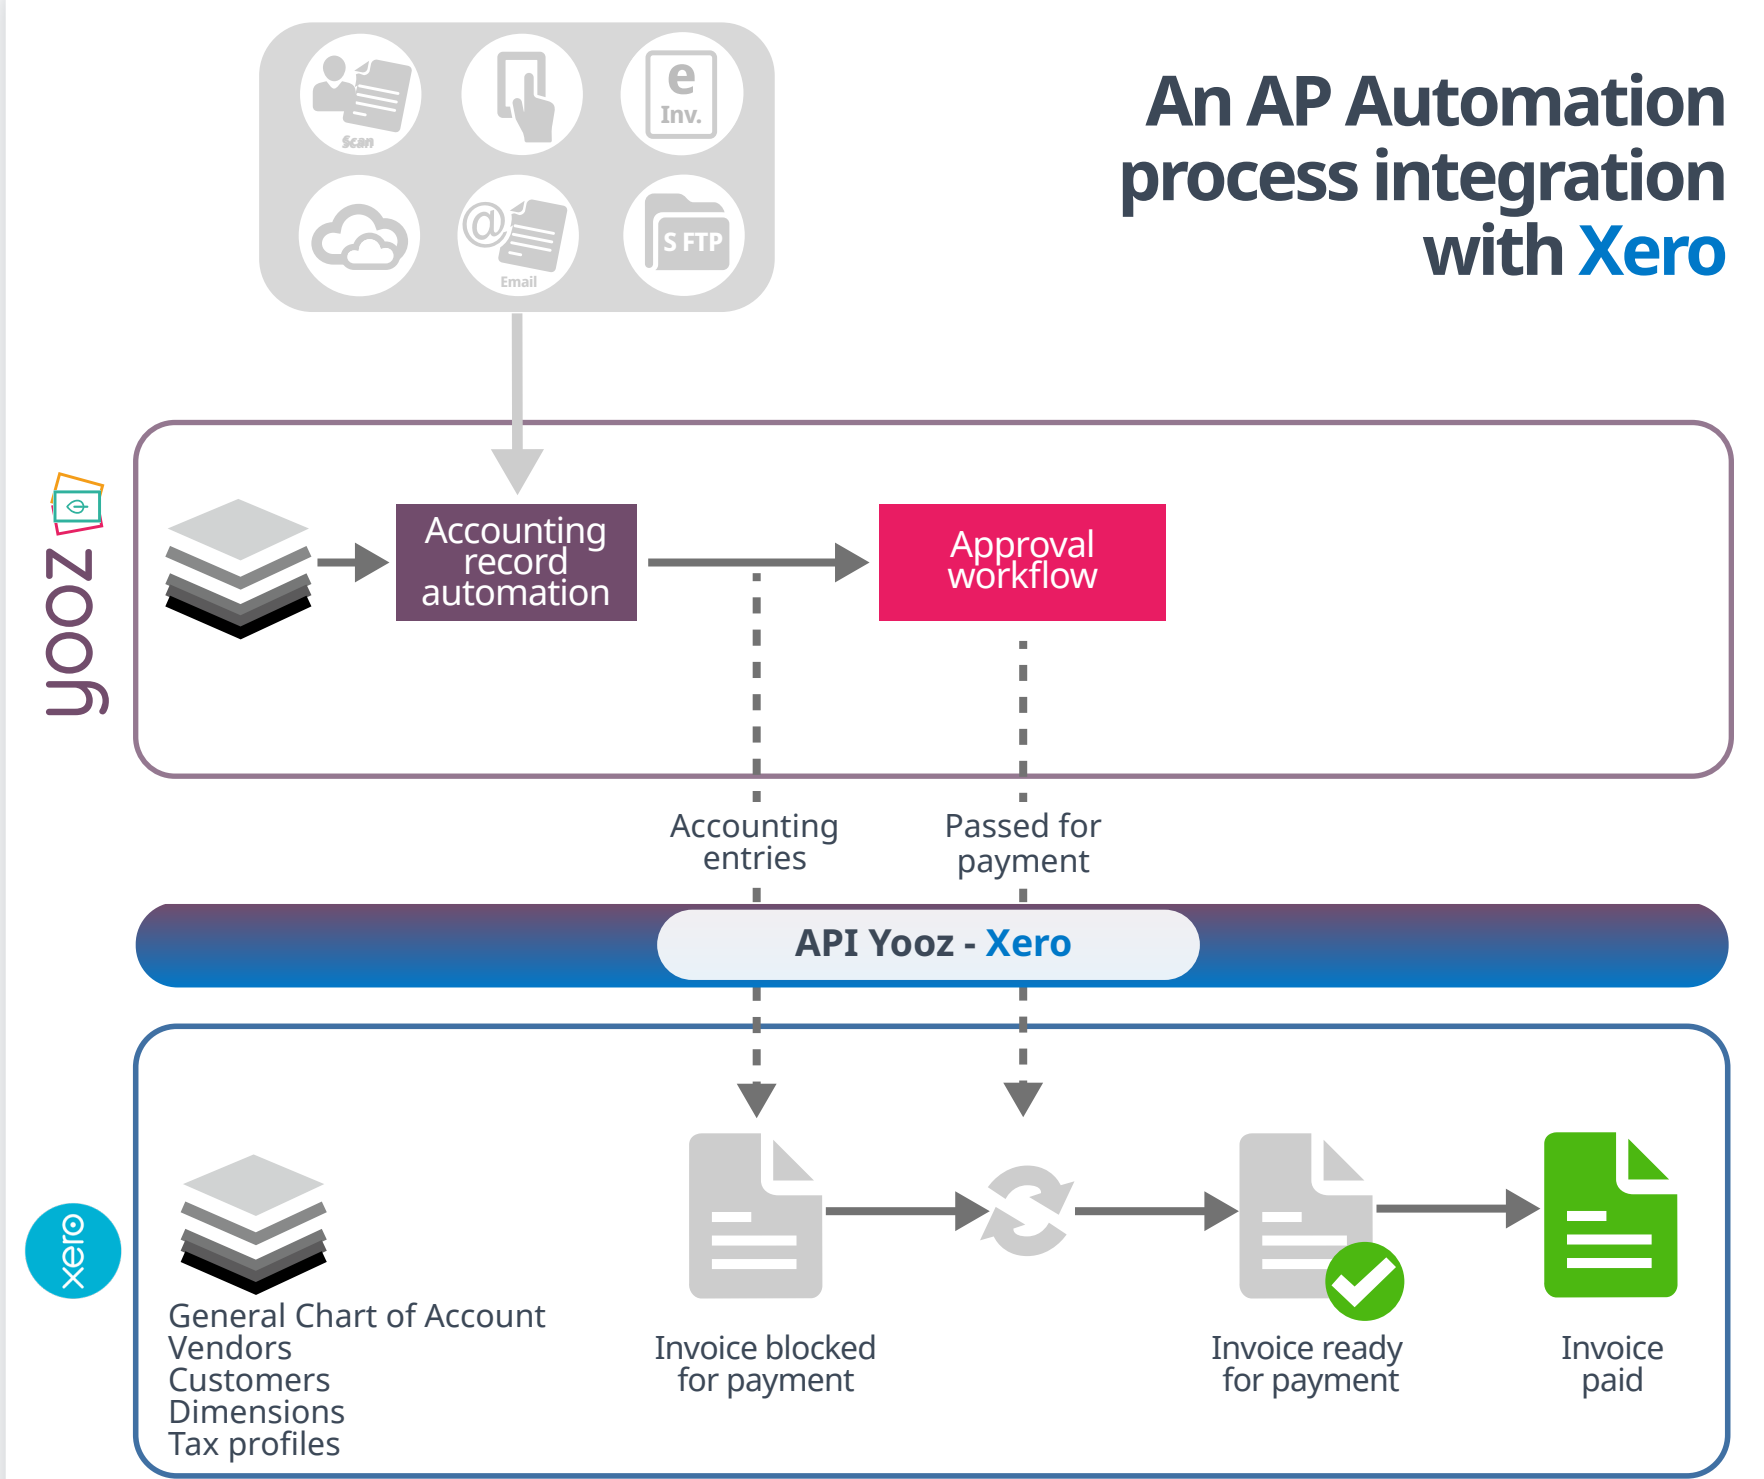 Scan
e
Inv.
@
Email
S FTP
An AP Automation
process integration
with Xero
yooz
Accounting
record
automation
Approval
workflow
Accounting
entries
Passed for
payment
API Yooz - Xero
xero
General Chart of Account
Vendors
Customers
Dimensions
Tax profiles
Invoice blocked
for payment
Invoice ready
for payment
Invoice
paid